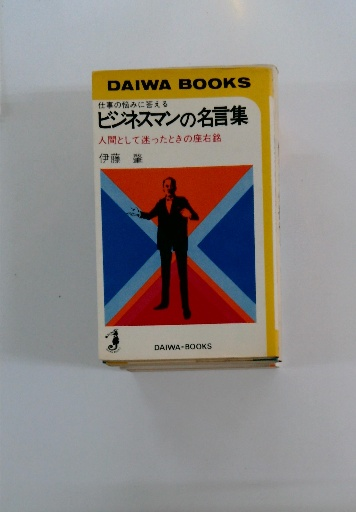 DAIWA BOOKS
仕事の悩みに答える
ビジネスマンの名言集
人間として迷ったときの座右銘
伊藤 肇
DAIWA-BOOKS